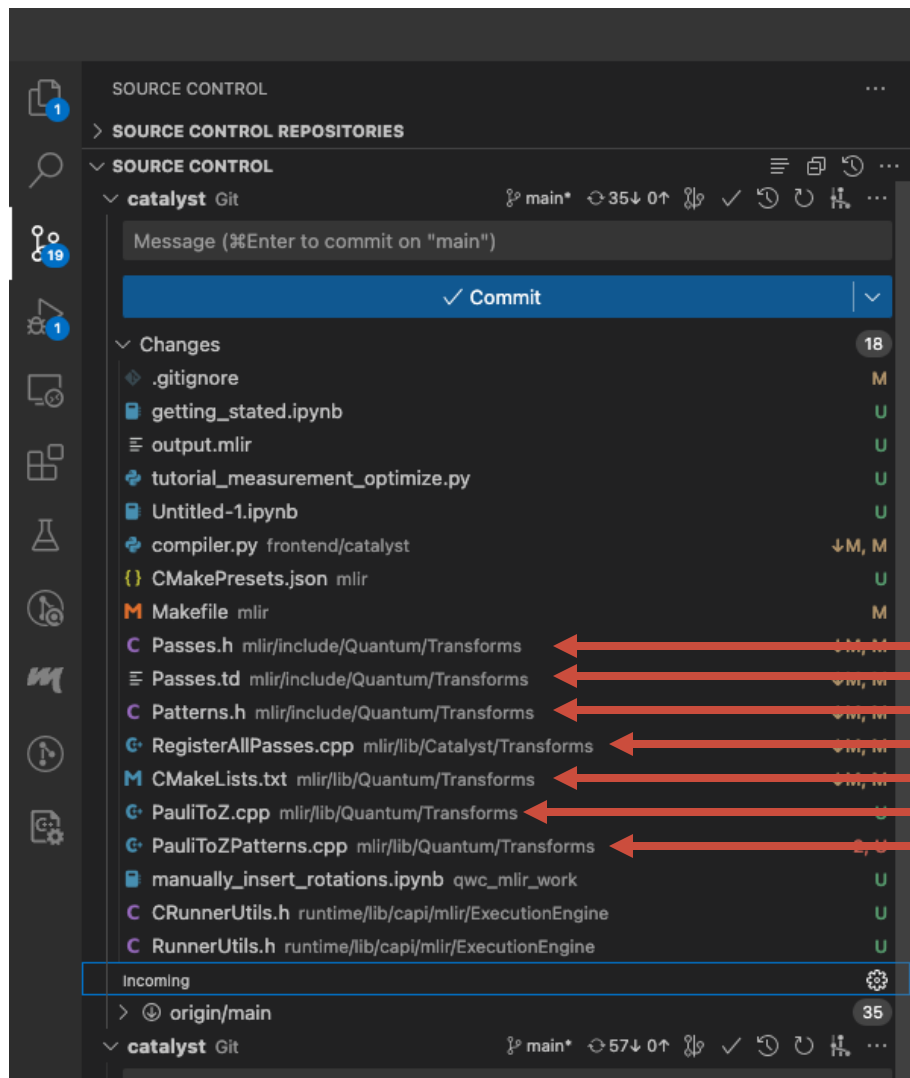 SOURCE CONTROL
SOURCE CONTROL REPOSITORIES
SOURCE CONTROL
catalyst Git main* 35↓ 0↑
Message (⌘Enter to commit on "main")
Commit
Changes 18
.gitignore M
getting_stated.ipynb U
output.mlir U
tutorial_measurement_optimize.py U
Untitled-1.ipynb U
compiler.py frontend/catalyst ↓M, M
CMakePresets.json mlir U
Makefile mlir M
Passes.h mlir/include/Quantum/Transforms ↓M, M
Passes.td mlir/include/Quantum/Transforms ↓M, M
Patterns.h mlir/include/Quantum/Transforms ↓M, M
RegisterAllPasses.cpp mlir/lib/Catalyst/Transforms ↓M, M
CMakeLists.txt mlir/lib/Quantum/Transforms ↓M, M
PauliToZ.cpp mlir/lib/Quantum/Transforms U
PauliToZPatterns.cpp mlir/lib/Quantum/Transforms 2, U
manually_insert_rotations.ipynb qwc_mlir_work U
CRunnerUtils.h runtime/lib/capi/mlir/ExecutionEngine U
RunnerUtils.h runtime/lib/capi/mlir/ExecutionEngine U
Incoming
origin/main 35
catalyst Git main* 57↓ 0↑
1
19
1